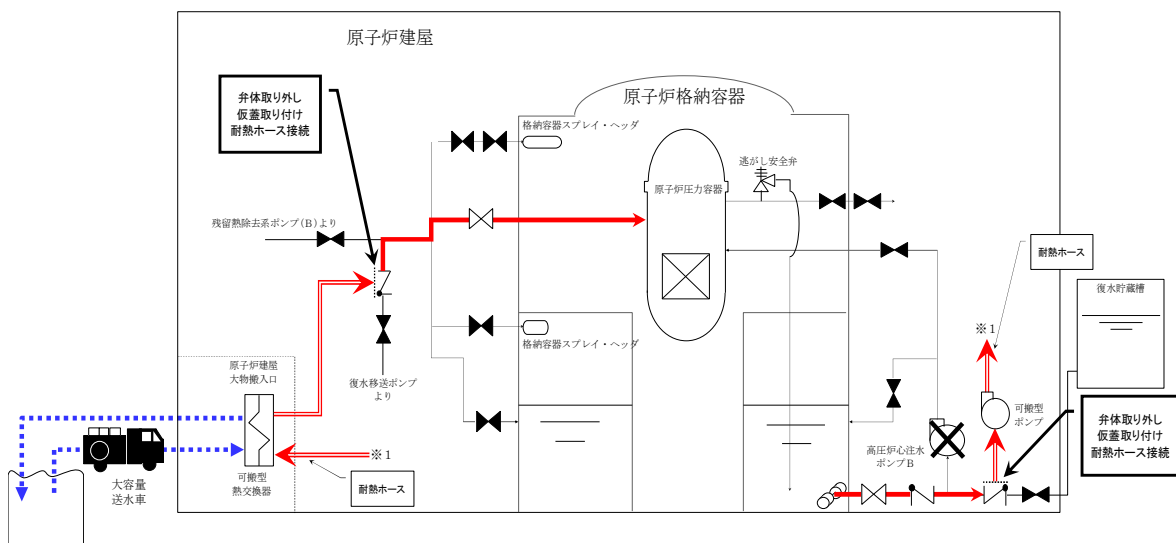 原子炉建屋
弁体取り外し
仮蓋取り付け
耐熱ホース接続
原子炉格納容器
格納容器スプレイ・ヘッダ
逃がし安全弁
原子炉圧力容器
残留熱除去系ポンプ(B)より
耐熱ホース
復水貯蔵槽
※1
格納容器スプレイ・ヘッダ
原子炉建屋
大物搬入口
復水移送ポンプ
より
可搬型
ポンプ
弁体取り外し
仮蓋取り付け
耐熱ホース接続
高圧炉心注水
ポンプB
※1
大容量
送水車
可搬型
熱交換器
耐熱ホース